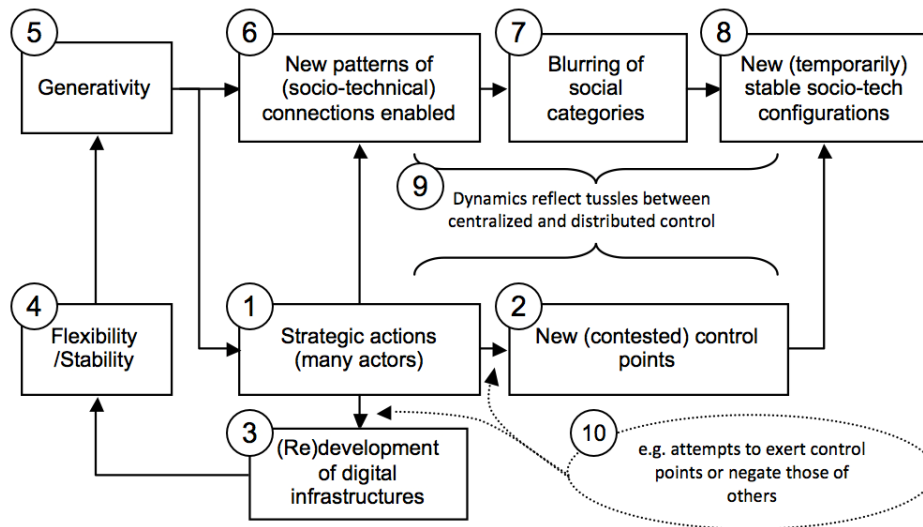 5
Generativity
6
New patterns of
(socio-technical)
connections enabled
7
Blurring of
social
categories
8
New (temporarily)
stable socio-tech
configurations
9
Dynamics reflect tussles between
centralized and distributed control
4
Flexibility
/Stability
1
Strategic actions
(many actors)
2
New (contested) control
points
3
(Re)development
of digital
infrastructures
10
e.g. attempts to exert control
points or negate those of
others